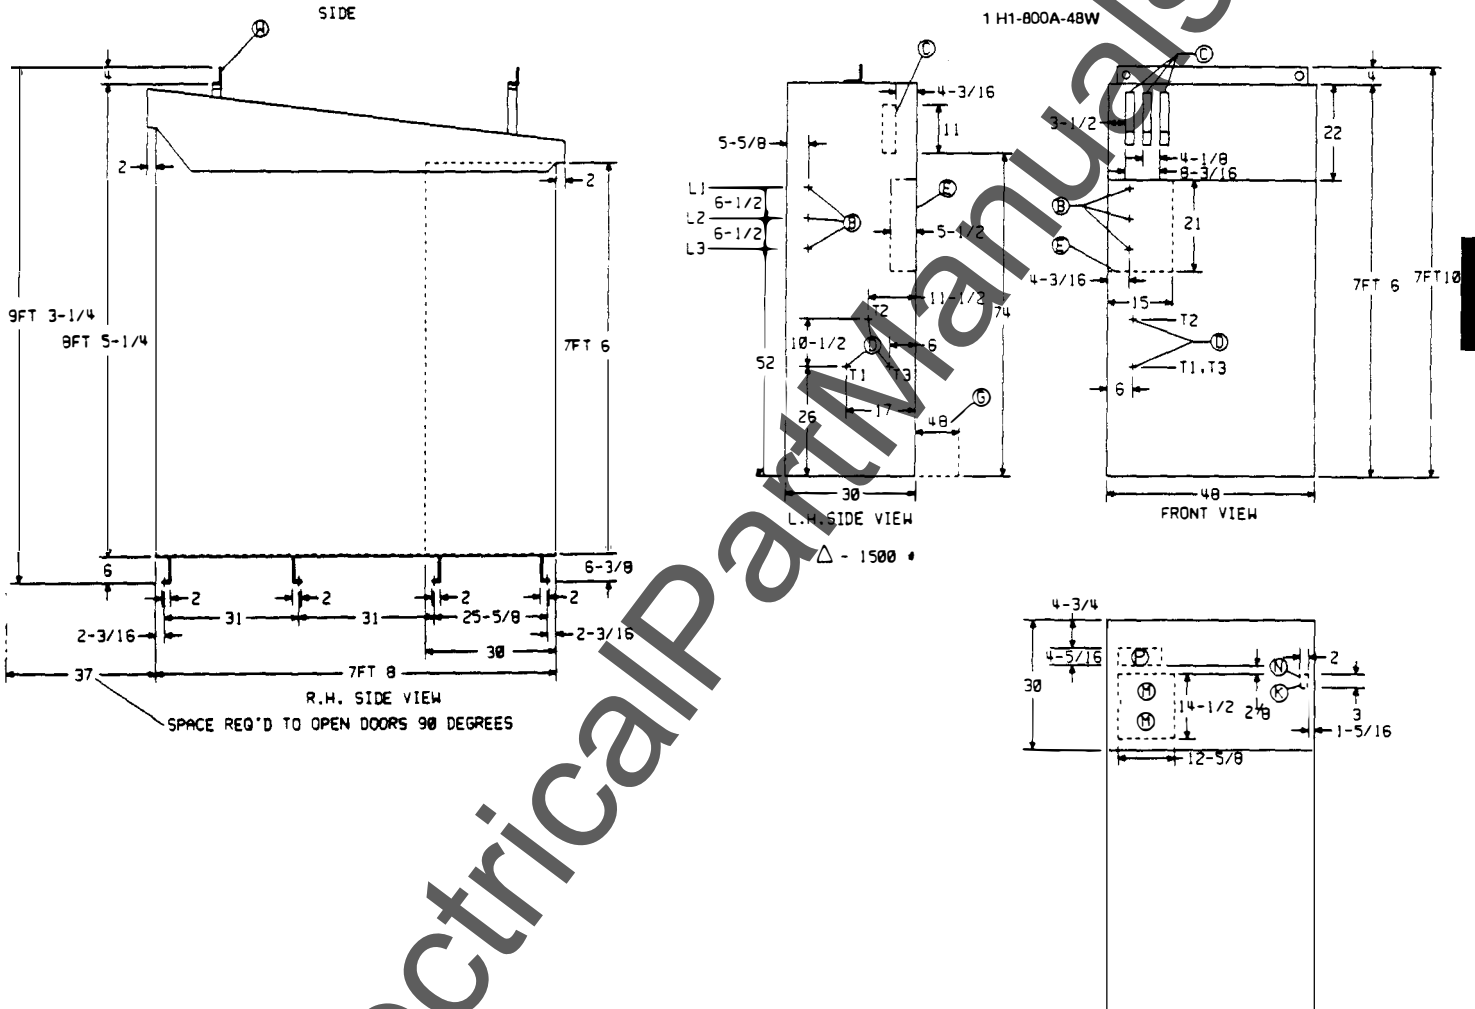 SIDE
W
4
2
2
9FT 3-1/4
8FT 5-1/4
7FT 6
6
6-3/8
2
2
2
2
31
31
25-5/8
2-3/16
2-3/16
30
37
7FT 8
R.H. SIDE VIEW
SPACE REQ'D TO OPEN DOORS 90 DEGREES
1 H1-800A-48W
C
4-3/16
11
5-5/8
L1
6-1/2
L2
6-1/2
L3
B
E
5-1/2
11-1/2
74
T2
10-1/2
D
6
52
T1
T3
26
17
G
48
30
L.H. SIDE VIEW
△ - 1500
C
4
3-1/2
22
4-1/8
8-3/16
B
21
E
4-3/16
15
7FT 6
7FT10
T2
D
T1,T3
6
48
FRONT VIEW
4-3/4
4-5/16
P
N
2
30
M
K
14-1/2
M
3
1-5/16
12-5/8
ElectricalPartManuals